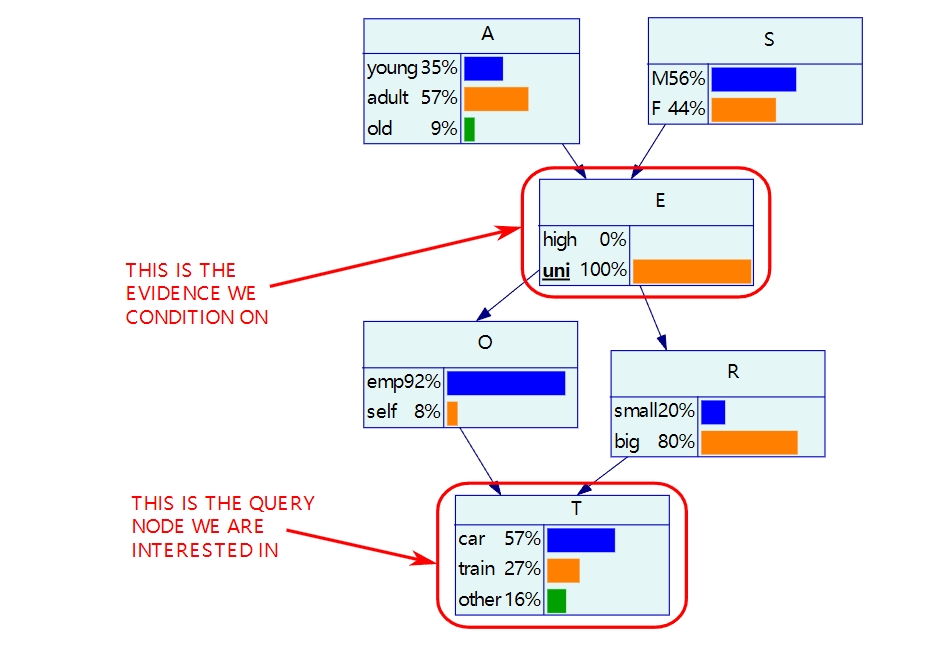 A
young 35%
adult 57%
old 9%
S
M 56%
F 44%
E
high 0%
uni 100%
THIS IS THE
EVIDENCE WE
CONDITION ON
O
emp 92%
self 8%
R
small 20%
big 80%
THIS IS THE QUERY
NODE WE ARE
INTERESTED IN
T
car 57%
train 27%
other 16%